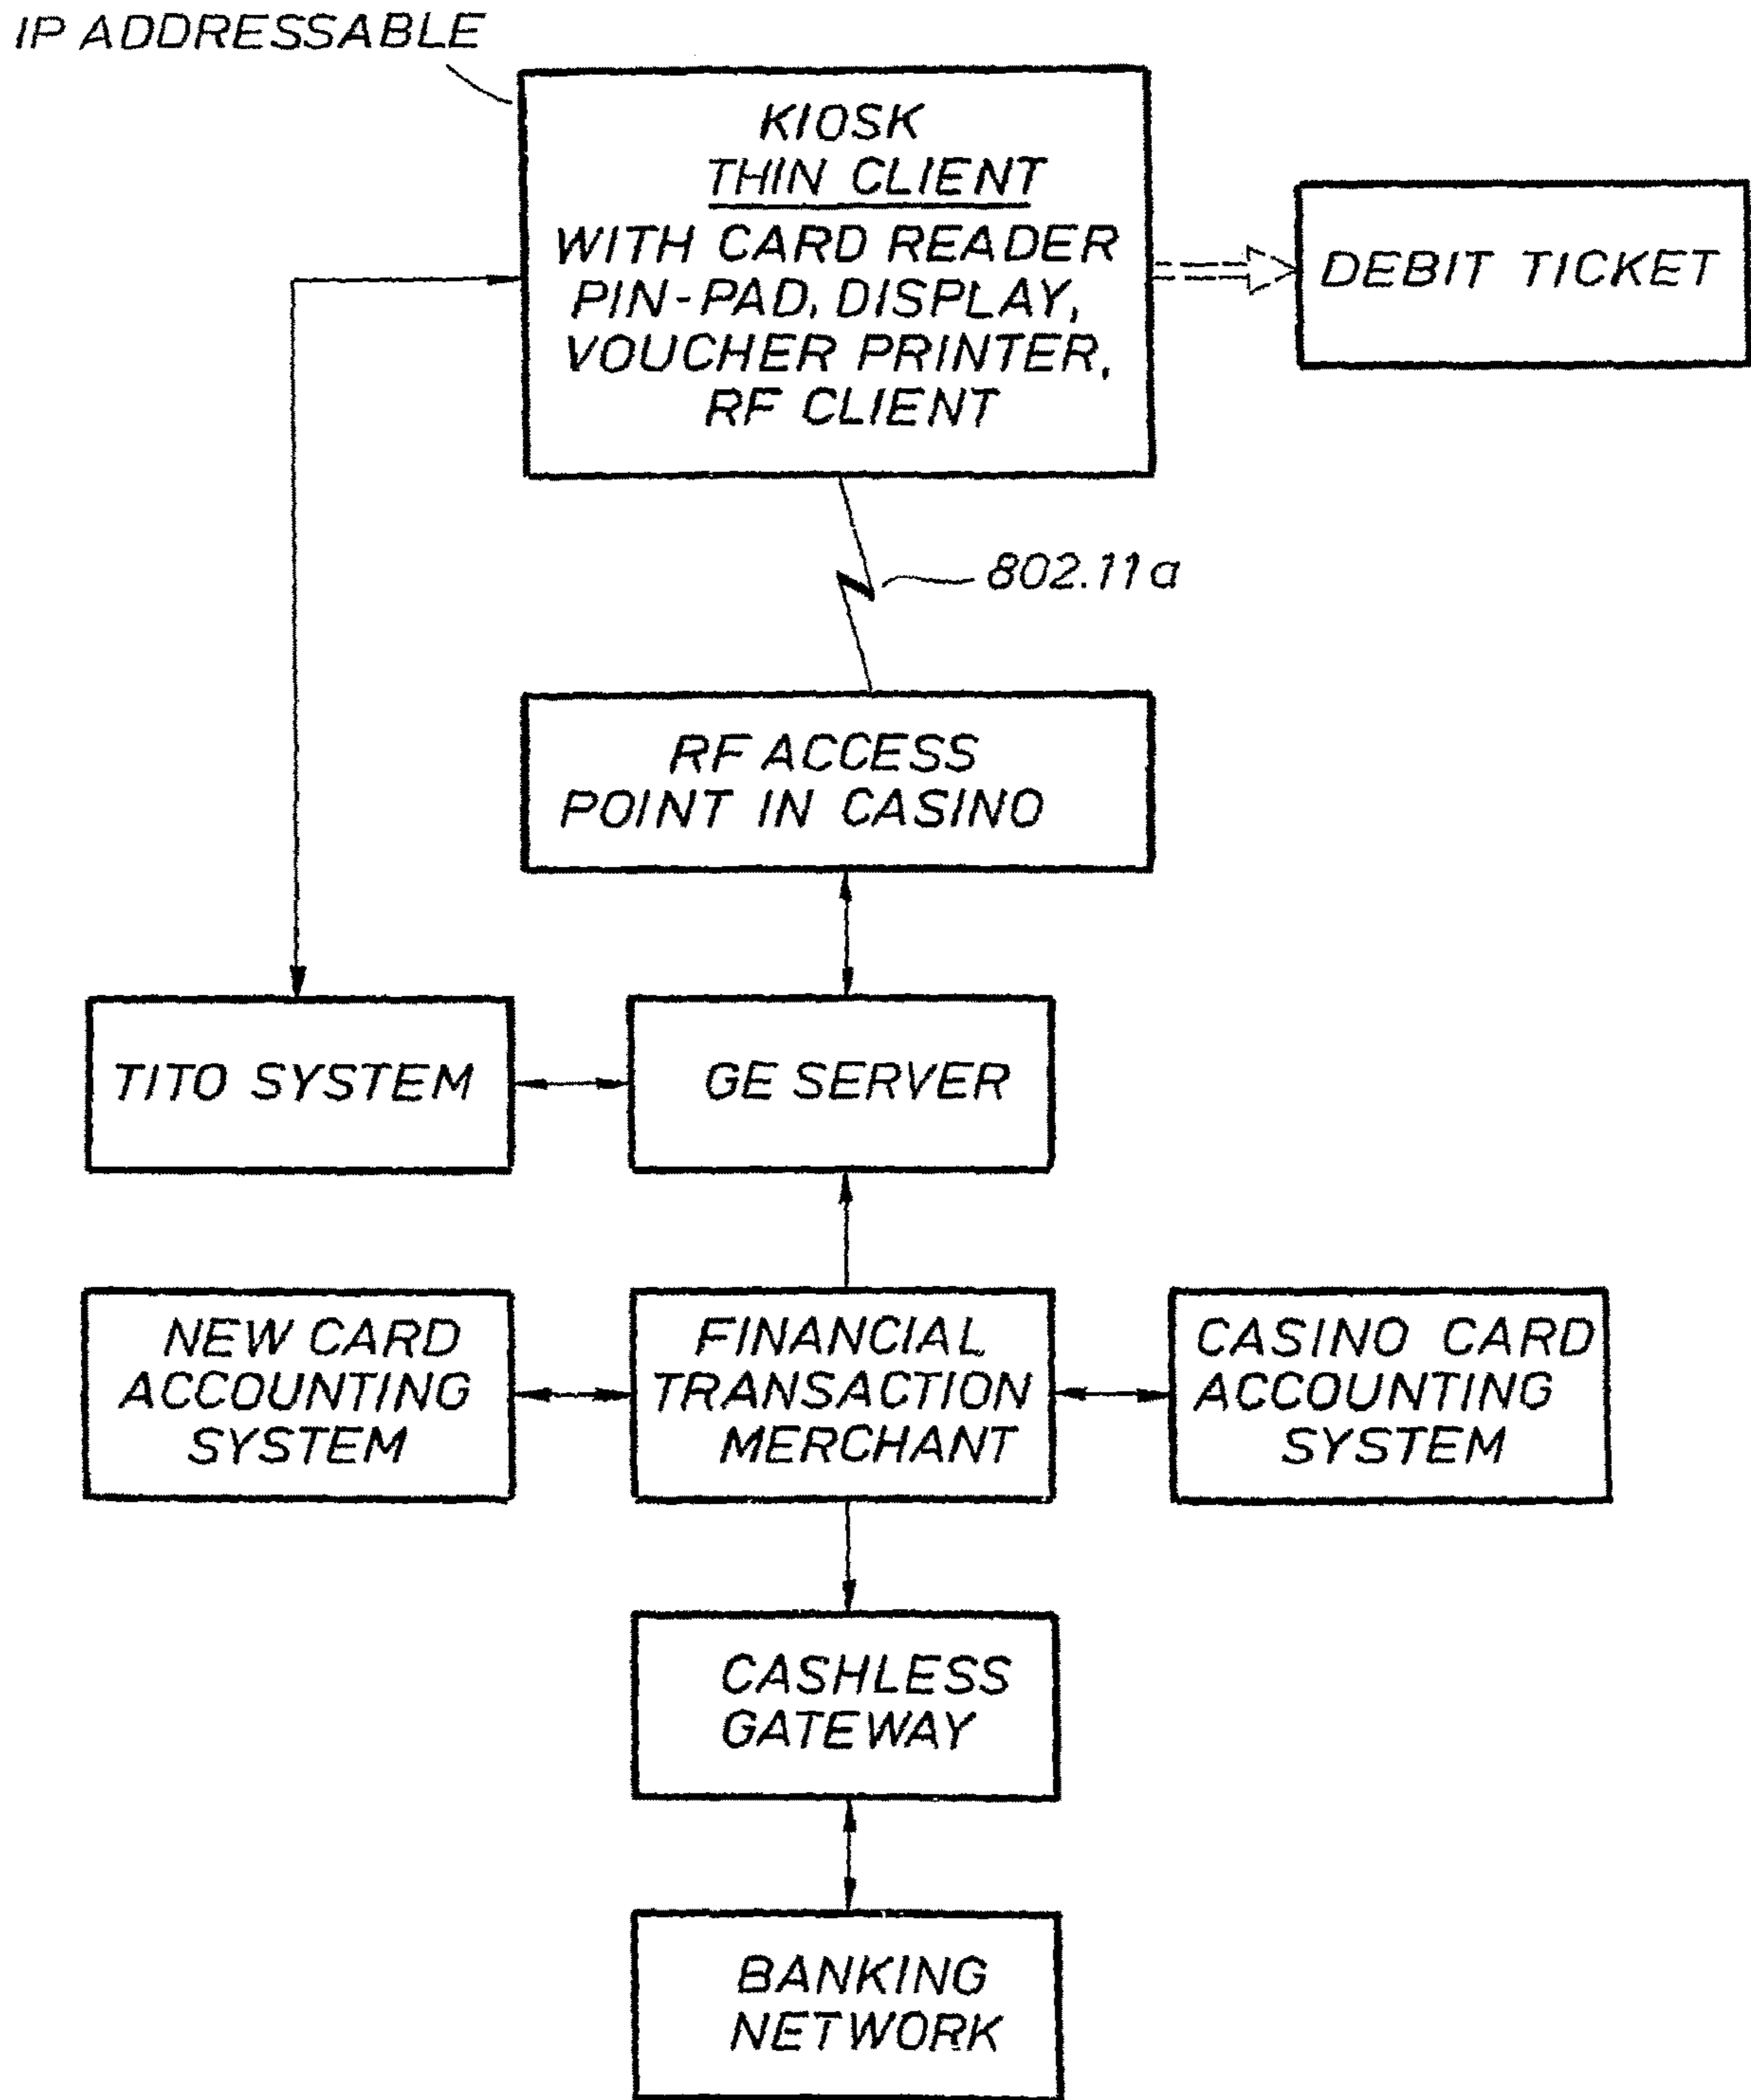 IP ADDRESSABLE
KIOSK
THIN CLIENT
WITH CARD READER
PIN-PAD, DISPLAY,
VOUCHER PRINTER,
RF CLIENT
DEBIT TICKET
802.11a
RF ACCESS
POINT IN CASINO
TITO SYSTEM
GE SERVER
NEW CARD
ACCOUNTING
SYSTEM
FINANCIAL
TRANSACTION
MERCHANT
CASINO CARD
ACCOUNTING
SYSTEM
CASHLESS
GATEWAY
BANKING
NETWORK